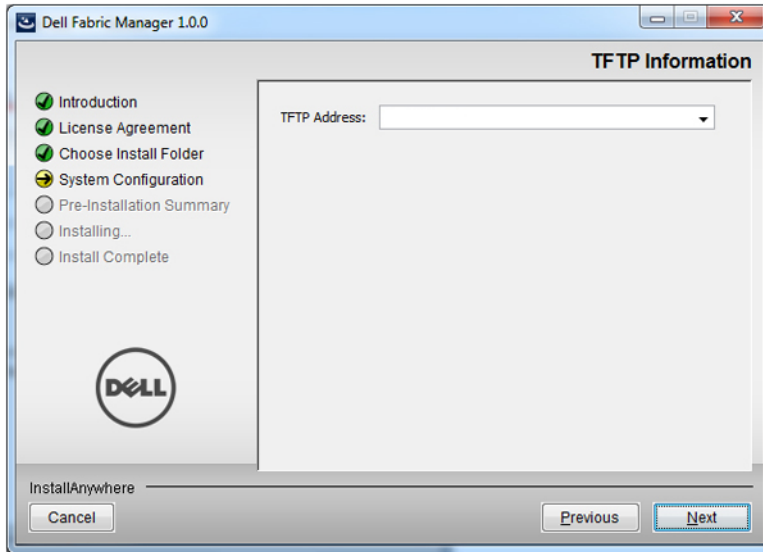 Dell Fabric Manager 1.0.0
TFTP Information
Introduction
License Agreement
Choose Install Folder
System Configuration
Pre-Installation Summary
Installing...
Install Complete
TFTP Address:
DELL
InstallAnywhere
Cancel
Previous
Next